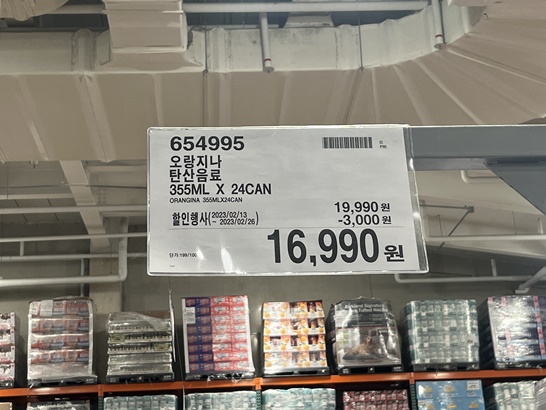 654995
오랑지나
탄산음료
355ML X 24CAN
ORANGINA 355MLX24CAN
19,990 원
할인행사(2023/02/13 ~ 2023/02/26) -3,000 원
16,990 원